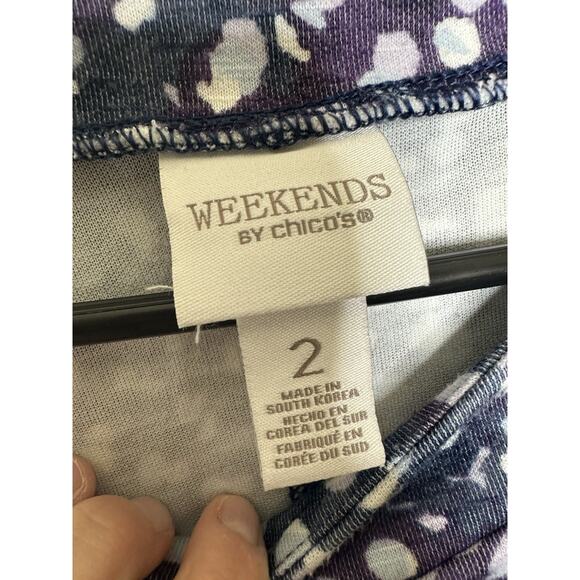 WEEKENDS
BY chico's®
2
MADE IN
SOUTH KOREA
HECHO EN
COREA DEL SUR
FABRIQUÉ EN
CORÉE DU SUD